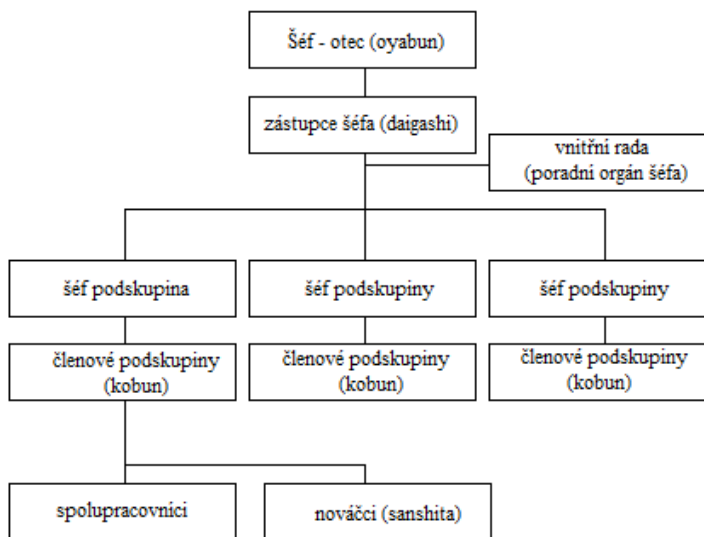 Šéf - otec (oyabun)
zástupce šéfa (daigashi)
vnitřní rada
(poradní orgán šéfa)
šéf podskupina
šéf podskupiny
šéf podskupiny
členové podskupiny
(kobun)
členové podskupiny
(kobun)
členové podskupiny
(kobun)
spolupracovníci
nováčci (sanshita)